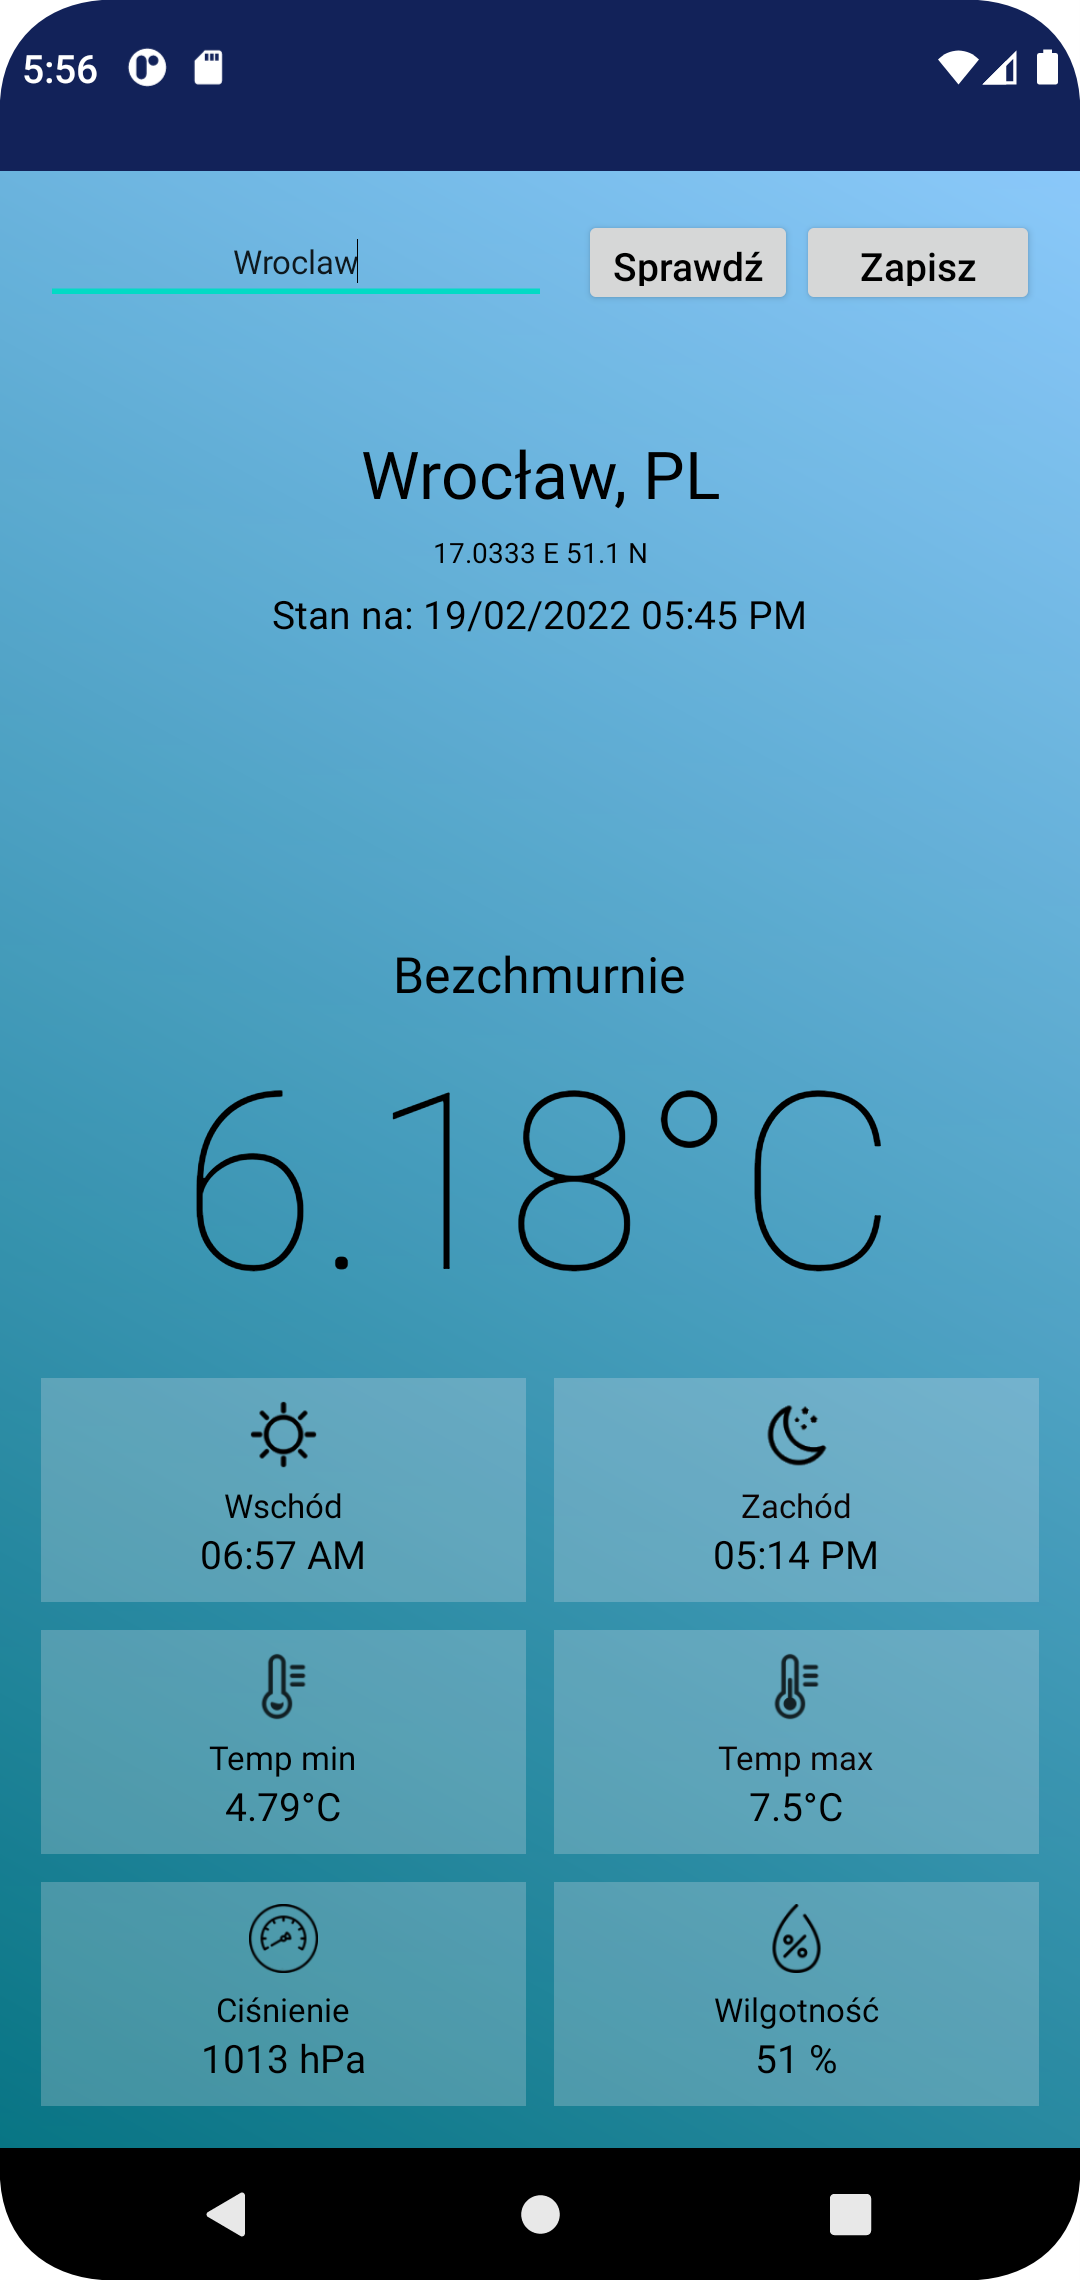 5:56
Wroclaw
Sprawdź
Zapisz
Wrocław, PL
17.0333 E 51.1 N
Stan na: 19/02/2022 05:45 PM
Bezchmurnie
6.18°C
Wschód
06:57 AM
Zachód
05:14 PM
Temp min
4.79°C
Temp max
7.5°C
Ciśnienie
1013 hPa
Wilgotność
51 %